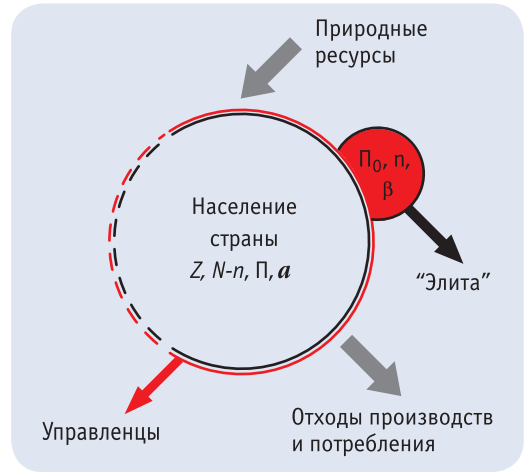 Природные
ресурсы
П₀, n,
β
Население
страны
Z, N-n, П, a
“Элита”
Управленцы
Отходы производств
и потребления